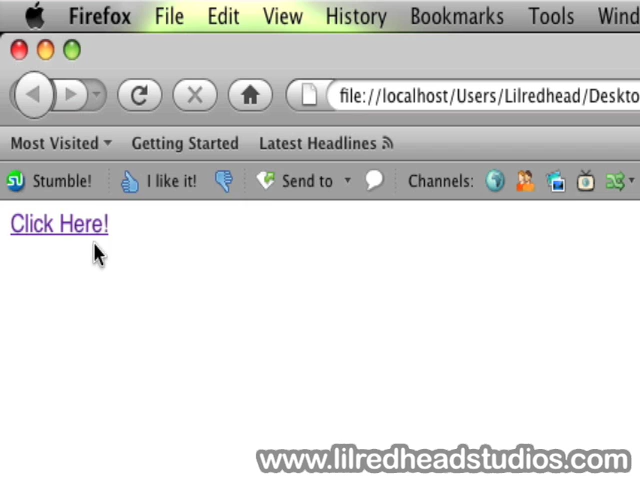 Firefox File Edit View History Bookmarks Tools Wind
file://localhost/Users/Lilredhead/Deskto
Most Visited Getting Started Latest Headlines
Stumble! I like it! Send to Channels:
Click Here!
www.lilredheadstudios.com